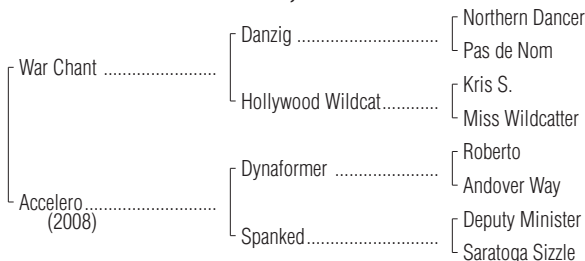 Northern Dancer
Danzig ..............................
Pas de Nom
War Chant ........................
Kris S.
Hollywood Wildcat............
Miss Wildcatter
Roberto
Dynaformer ......................
Andover Way
Accelero............................
(2008)
Deputy Minister
Spanked............................
Saratoga Sizzle